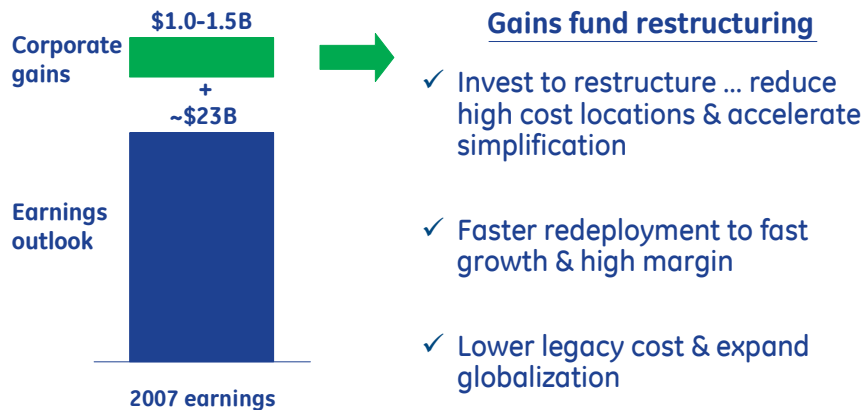 $1.0-1.5B
Corporate
gains
+
~$23B
Earnings
outlook
2007 earnings
Gains fund restructuring
✓ Invest to restructure ... reduce
high cost locations & accelerate
simplification
✓ Faster redeployment to fast
growth & high margin
✓ Lower legacy cost & expand
globalization